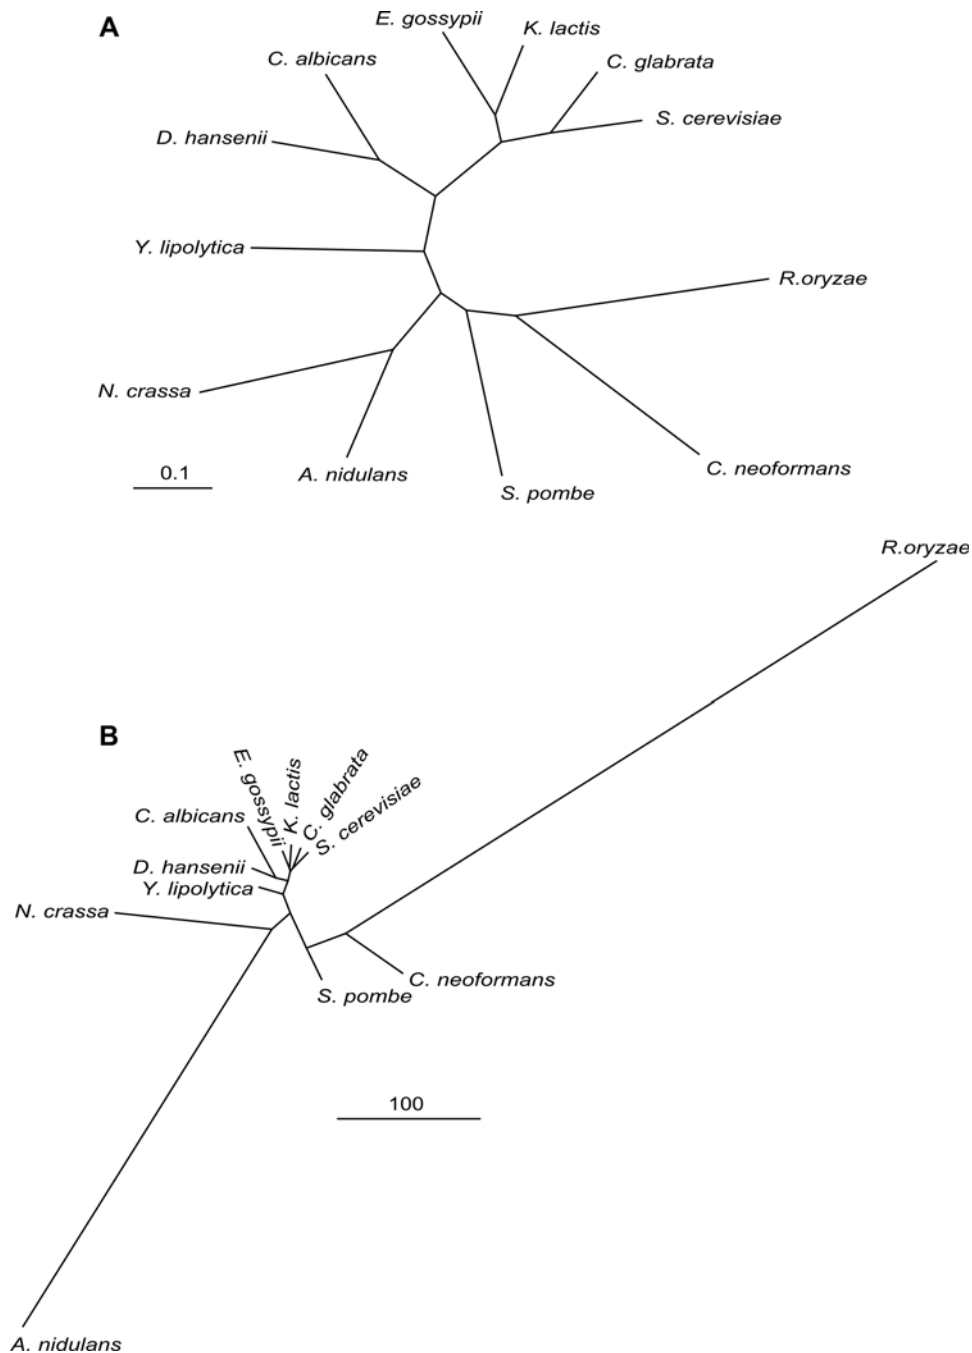 A
E. gossypii
K. lactis
C. albicans
C. glabrata
S. cerevisiae
D. hansenii
Y. lipolytica
R.oryzae
N. crassa
A. nidulans
C. neoformans
0.1
S. pombe
R.oryzae
B
E. gossypii
K. lactis
C. glabrata
S. cerevisiae
C. albicans
D. hansenii
Y. lipolytica
N. crassa
C. neoformans
S. pombe
100
A. nidulans